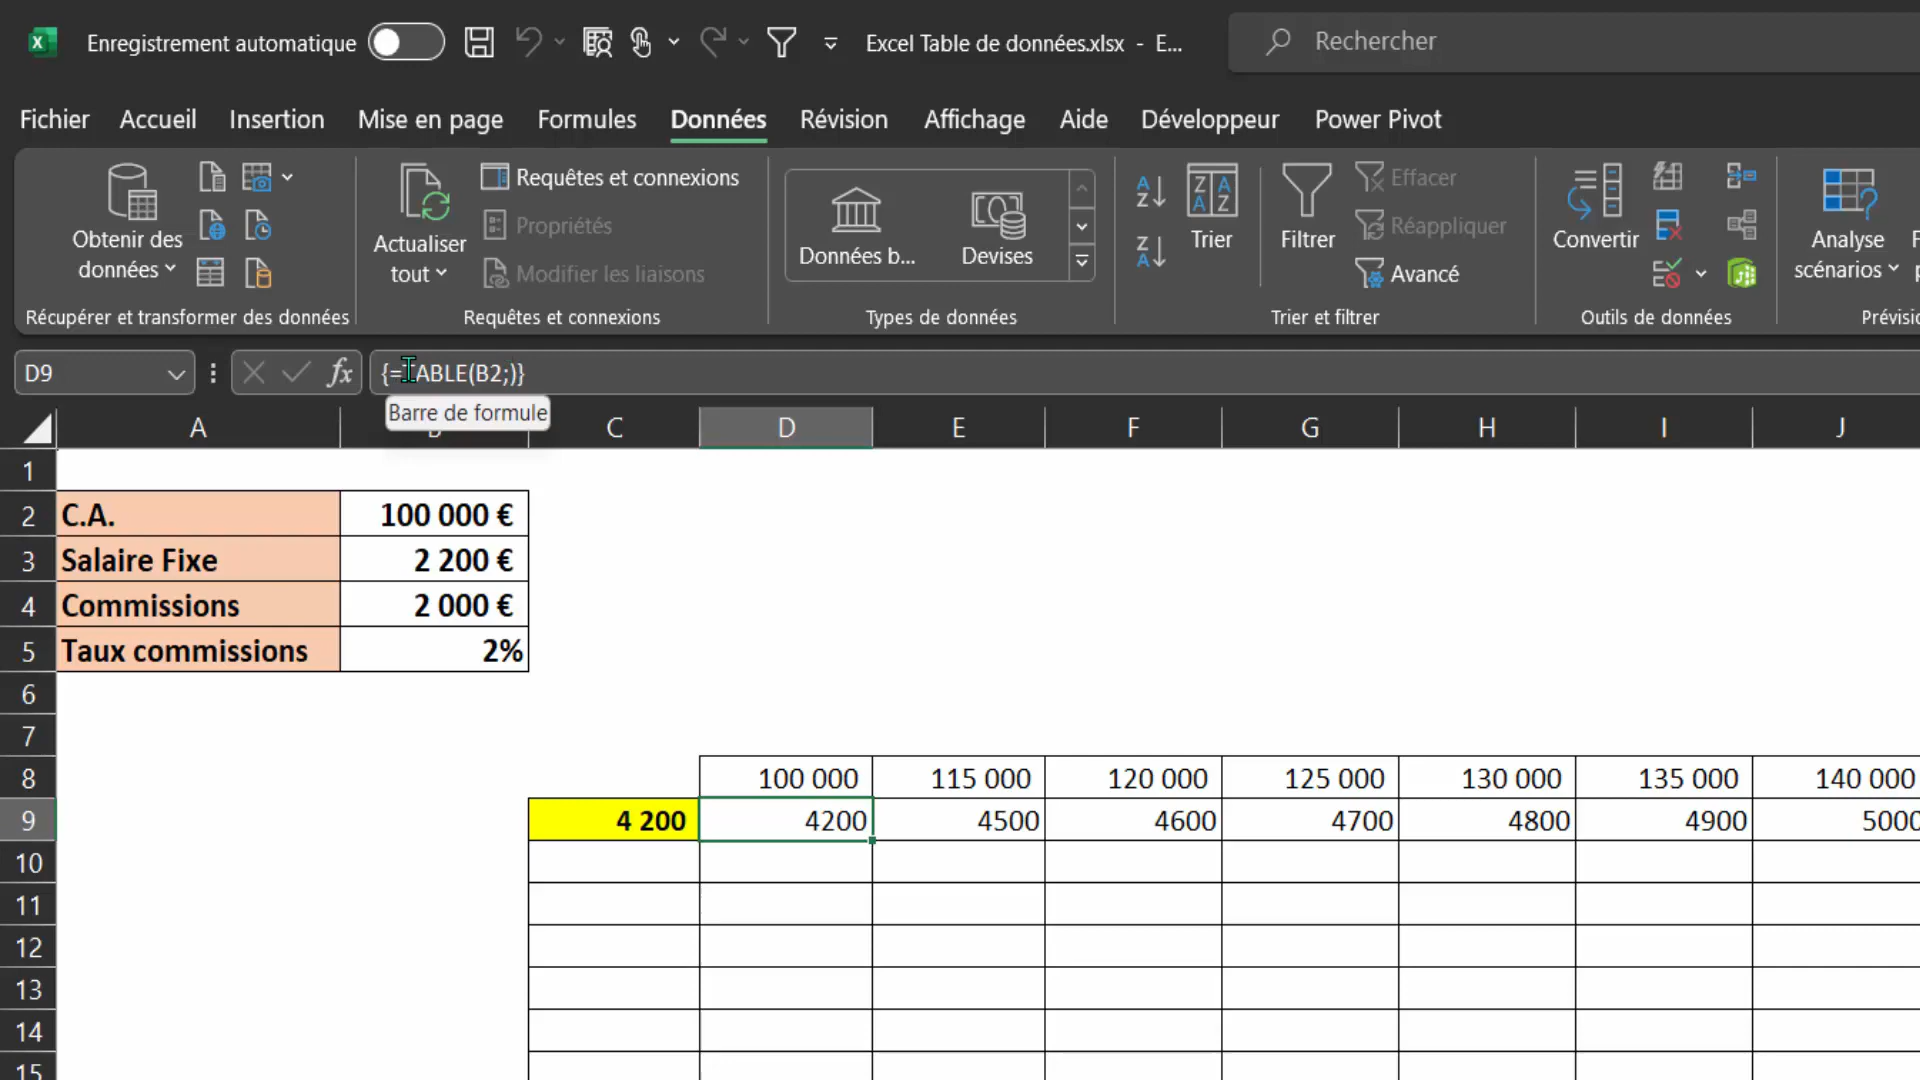 Enregistrement automatique
Excel Table de données.xlsx - E...
Rechercher
Fichier Accueil Insertion Mise en page Formules Données Révision Affichage Aide Développeur Power Pivot
Obtenir des données
Actualiser tout
Requêtes et connexions
Propriétés
Modifier les liaisons
Données b...
Devises
Trier
Filtrer
Effacer
Réappliquer
Avancé
Convertir
Analyse scénarios
Récupérer et transformer des données
Requêtes et connexions
Types de données
Trier et filtrer
Outils de données
Prévisio
D9
fx
{=TABLE(B2;)}
Barre de formule
A C D E F G H I J
1
2 C.A. 100 000 €
3 Salaire Fixe 2 200 €
4 Commissions 2 000 €
5 Taux commissions 2%
6
7
8 100 000 115 000 120 000 125 000 130 000 135 000 140 000
9 4 200 4200 4500 4600 4700 4800 4900 5000
10
11
12
13
14
15